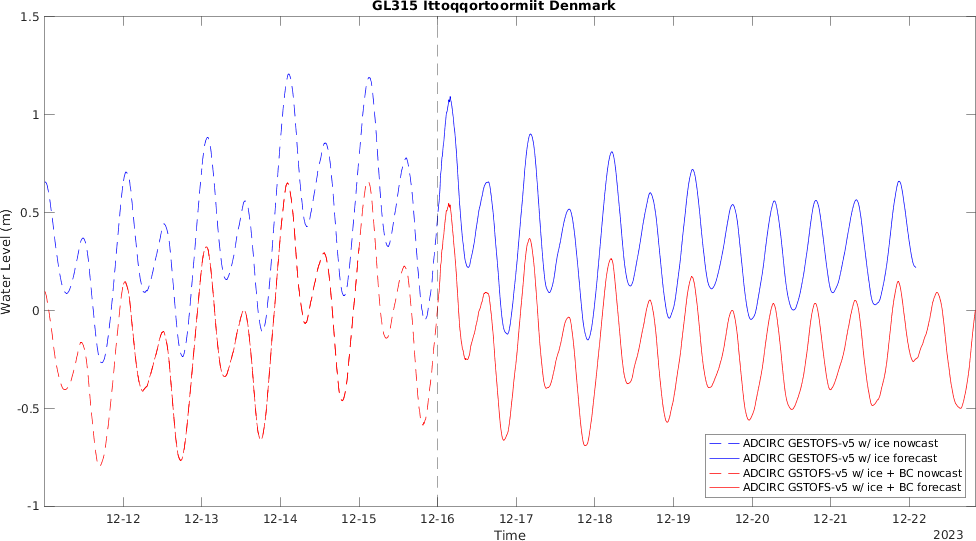 GL315 Ittoqqortoormiit Denmark
1.5
1
0.5
0
-0.5
-1
Water Level (m)
ADCIRC GESTOFS-v5 w/ ice nowcast
ADCIRC GESTOFS-v5 w/ ice forecast
ADCIRC GSTOFS-v5 w/ ice + BC nowcast
ADCIRC GSTOFS-v5 w/ ice + BC forecast
12-12 12-13 12-14 12-15 12-16 12-17 12-18 12-19 12-20 12-21 12-22
Time
2023